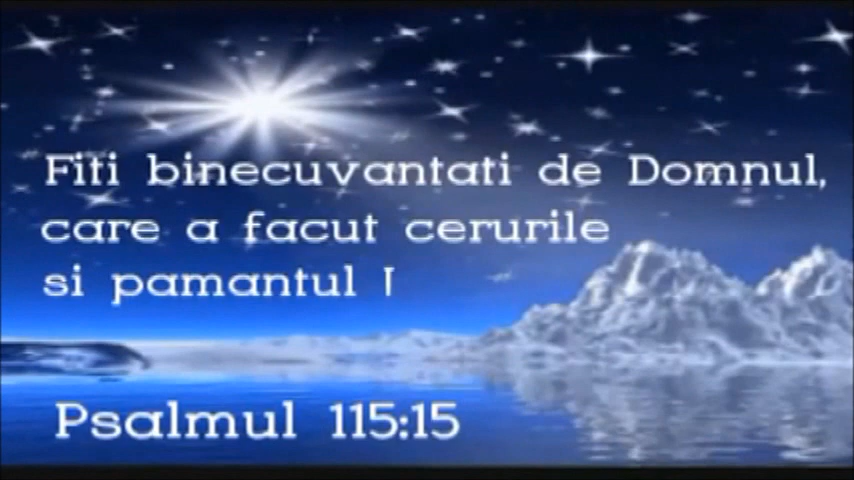 Fiti binecuvantati de Domnul,
care a facut cerurile
si pamantul !
Psalmul 115:15